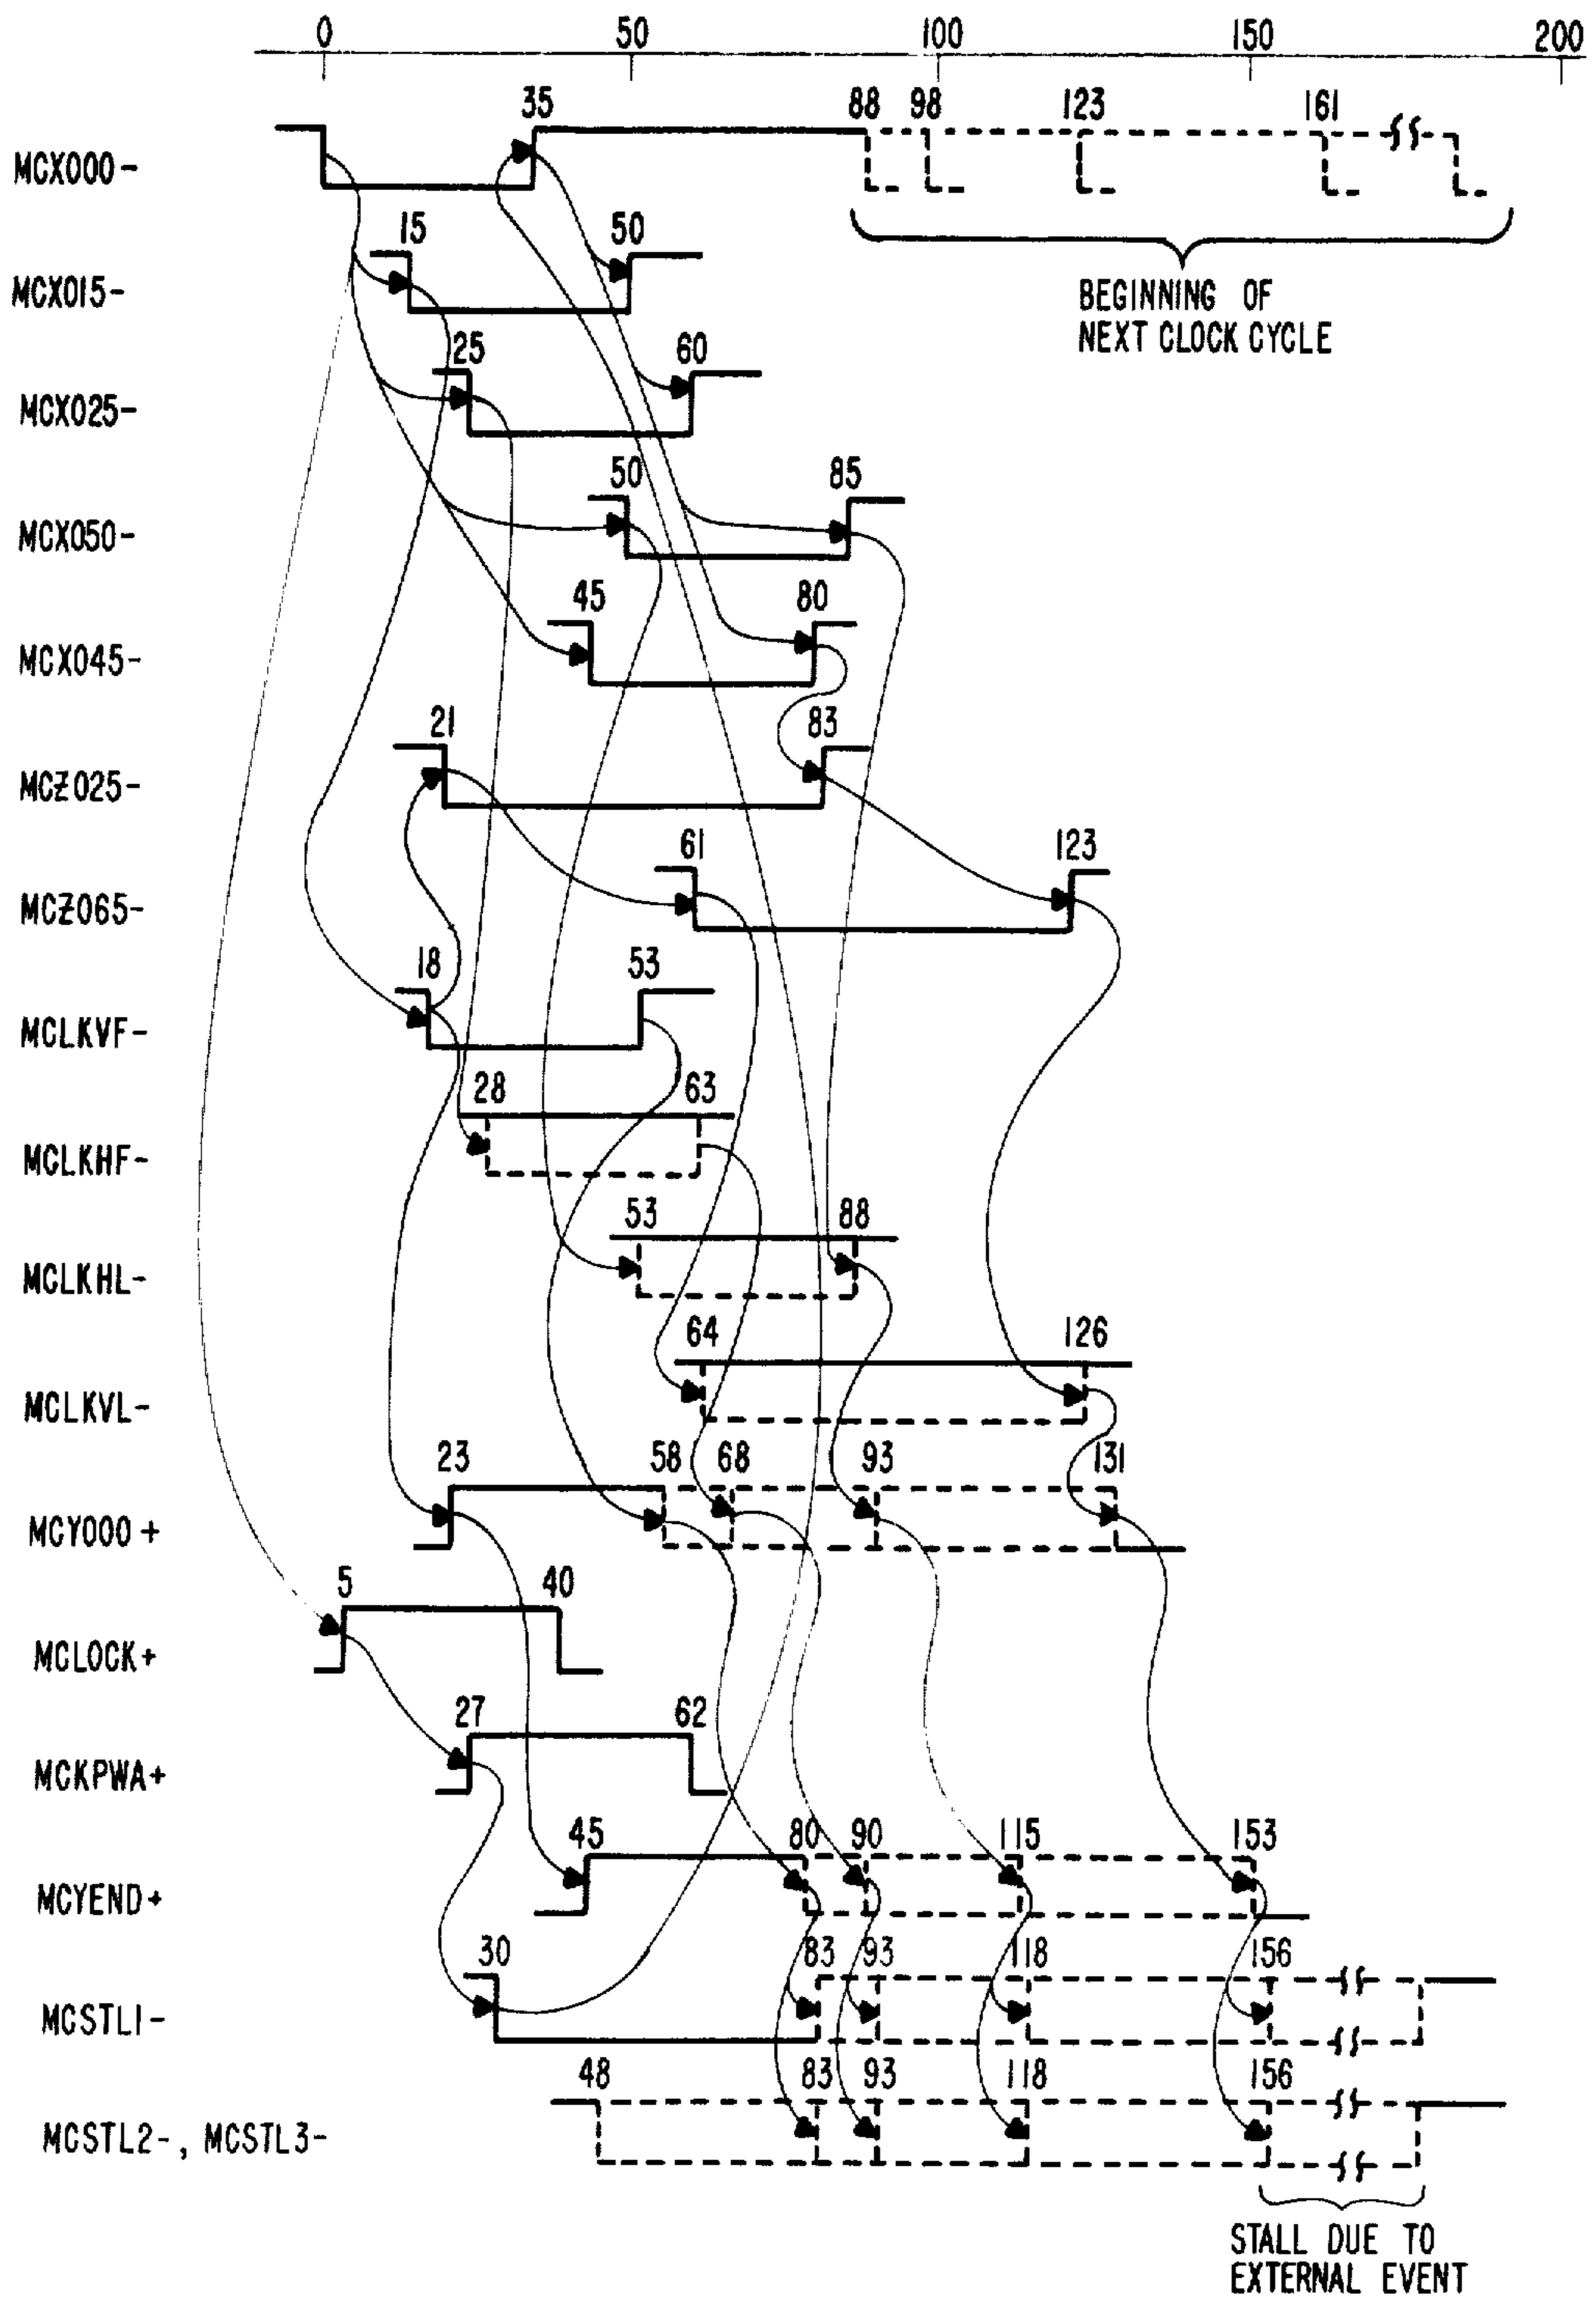 0 50 100 150 200
35 88 98 123 161
MCX000-
15 50
MCX015-
BEGINNING OF
NEXT CLOCK CYCLE
25 60
MCX025-
50 85
MCX050-
45 80
MCX045-
21 83
MCZ025-
61 123
MCZ065-
18 53
MCLKVF-
28 63
MCLKHF-
53 88
MCLKHL-
64 126
MCLKVL-
23 58 68 93 131
MCY000+
5 40
MCLOCK+
27 62
MCKPWA+
45 80 90 115 153
MCYEND+
30 83 93 118 156
MCSTL1-
48 83 93 118 156
MCSTL2-, MCSTL3-
STALL DUE TO
EXTERNAL EVENT